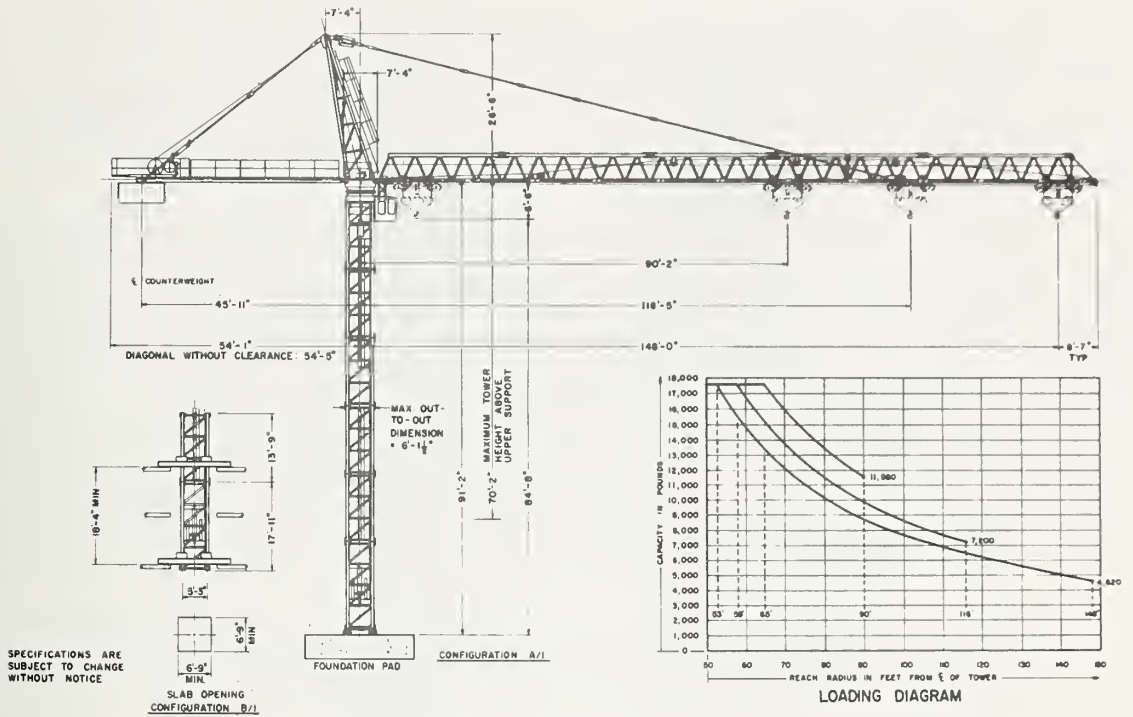 7'-4"
7'-4"
26'-6"
6'-6"
90'-2"
℄ COUNTERWEIGHT
45'-11"
118'-5"
54'-1"
148'-0"
8'-7"
TYP
DIAGONAL WITHOUT CLEARANCE: 54'-5"
MAX OUT-
TO-OUT
DIMENSION
= 6'-1 
MAXIMUM TOWER
HEIGHT ABOVE
UPPER SUPPORT
70'-2"
91'-2"
84'-8"
13'-9"
18'-4" MIN
17'-11"
5'-3"
6'-9"
MIN
6'-9"
MIN.
SLAB OPENING
CONFIGURATION B/1
SPECIFICATIONS ARE
SUBJECT TO CHANGE
WITHOUT NOTICE
FOUNDATION PAD
CONFIGURATION A/1
CAPACITY IN POUNDS
18,000
17,000
16,000
15,000
14,000
13,000
12,000
11,000
10,000
9,000
8,000
7,000
6,000
5,000
4,000
3,000
2,000
1,000
0
11,980
7,200
4,620
53' 58' 65' 90' 116' 148'
50 60 70 80 90 100 110 120 130 140 150
REACH RADIUS IN FEET FROM ℄ OF TOWER
LOADING DIAGRAM